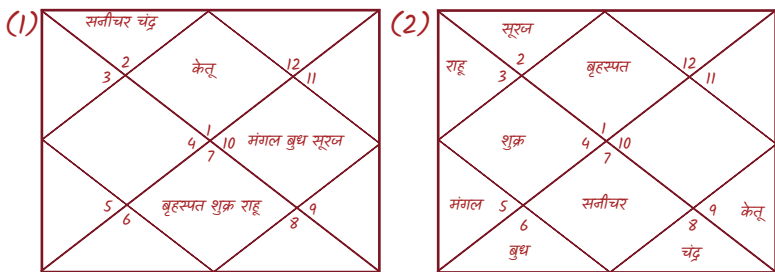 (1)
सनीचर चंद्र
केतू
2
3
12
11
1
4
10
7
मंगल बुध सूरज
बृहस्पत शुक्र राहू
5
6
9
8
(2)
सूरज
राहू
बृहस्पत
2
3
12
11
शुक्र
1
4
10
7
मंगल
सनीचर
केतू
5
6
9
8
बुध
चंद्र